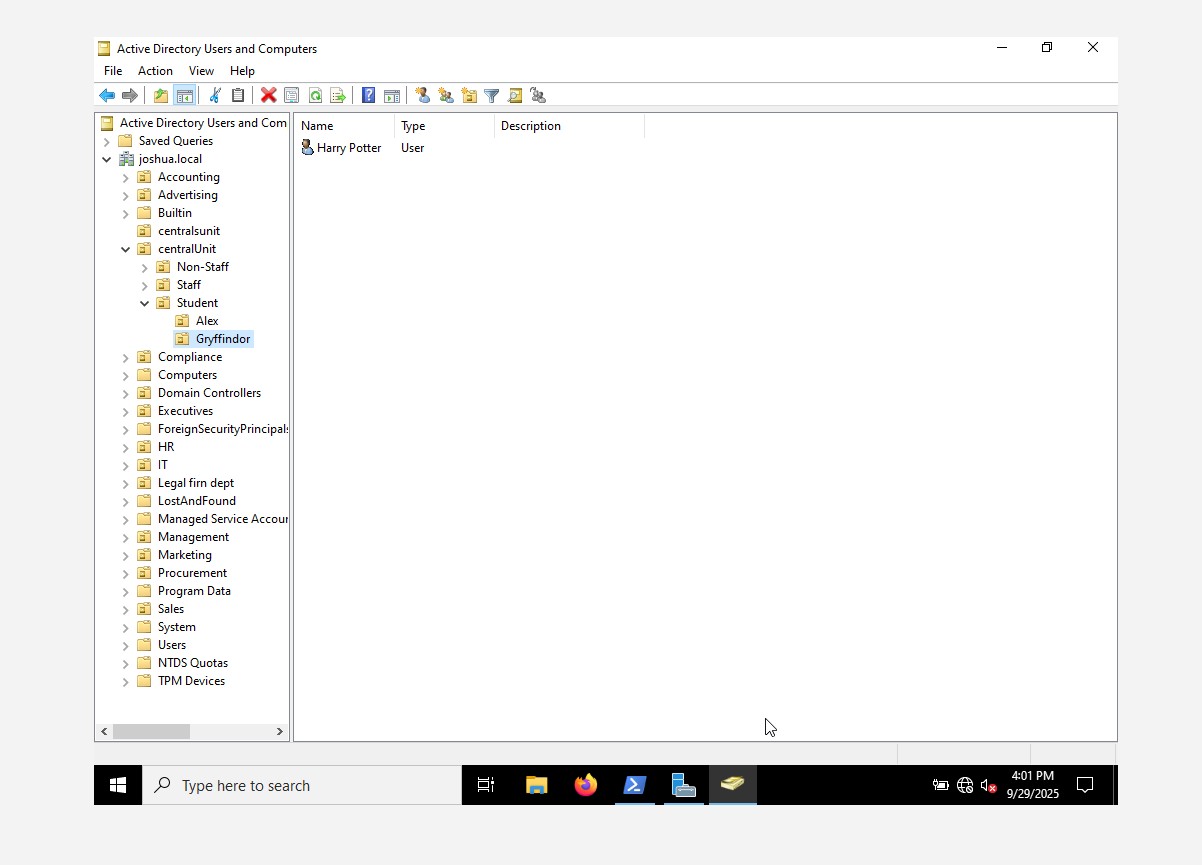 Active Directory Users and Computers
File Action View Help
Active Directory Users and Com
Saved Queries
joshua.local
Accounting
Advertising
Builtin
centralsunit
centralUnit
Non-Staff
Staff
Student
Alex
Gryffindor
Compliance
Computers
Domain Controllers
Executives
ForeignSecurityPrincipals
HR
IT
Legal firn dept
LostAndFound
Managed Service Accour
Management
Marketing
Procurement
Program Data
Sales
System
Users
NTDS Quotas
TPM Devices
Name Type Description
Harry Potter User
Type here to search
4:01 PM
9/29/2025